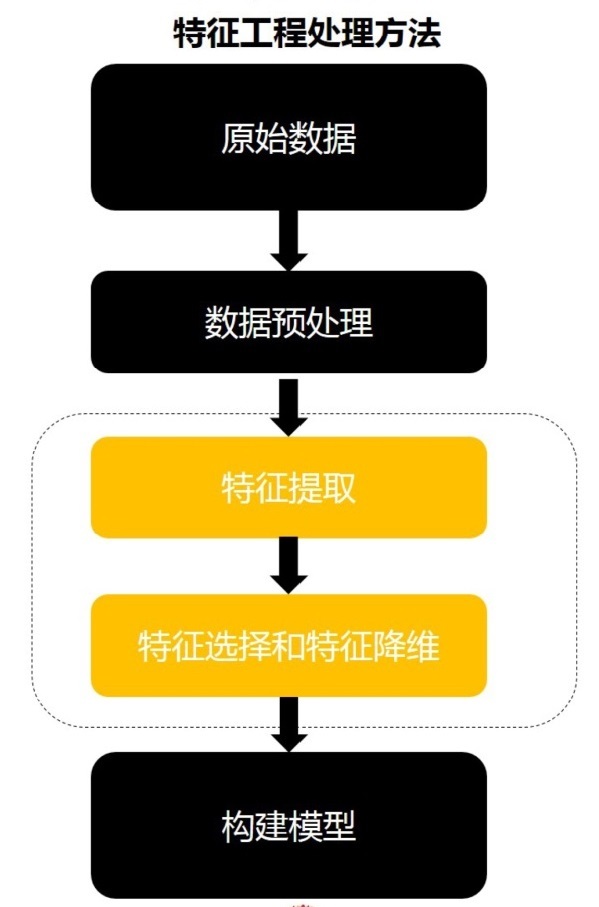 特征工程处理方法
原始数据
数据预处理
特征提取
特征选择和特征降维
构建模型